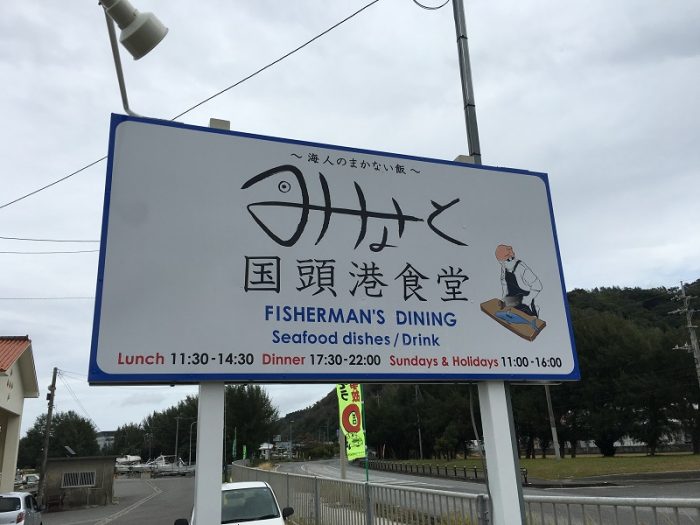 ～海人のまかない飯～
みなと
国頭港食堂
FISHERMAN'S DINING
Seafood dishes / Drink
Lunch 11:30-14:30 Dinner 17:30-22:00 Sundays & Holidays 11:00-16:00